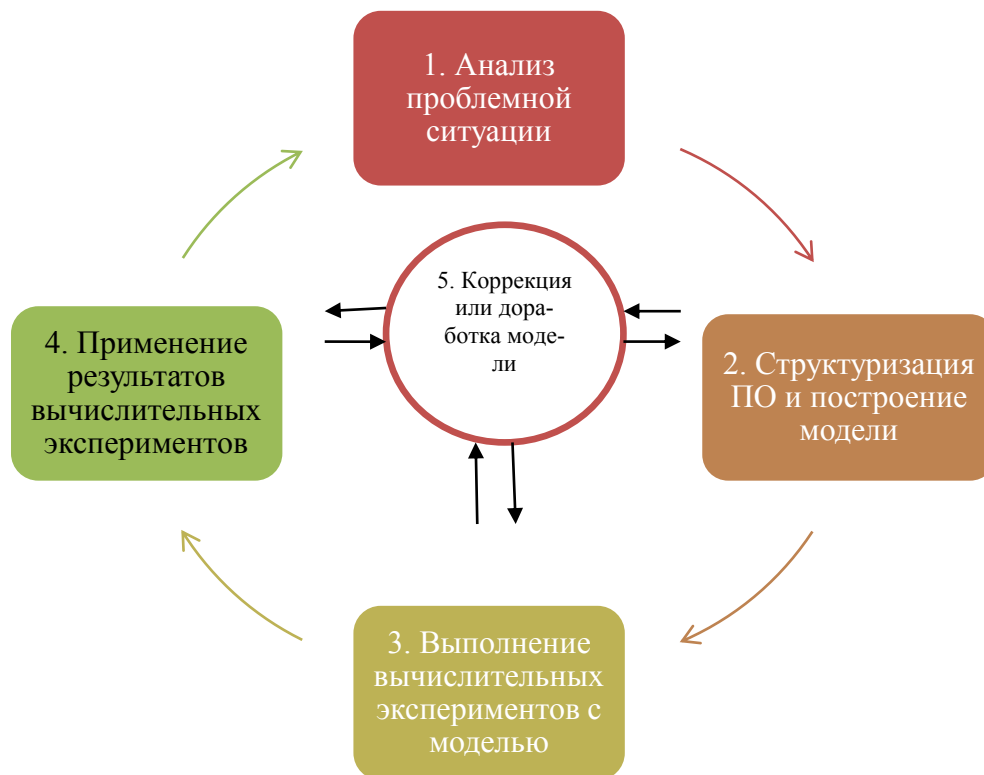 1. Анализ
проблемной
ситуации
5. Коррекция
или дора-
ботка моде-
ли
4. Применение
результатов
вычислительных
экспериментов
2. Структуризация
ПО и построение
модели
3. Выполнение
вычислительных
экспериментов с
моделью